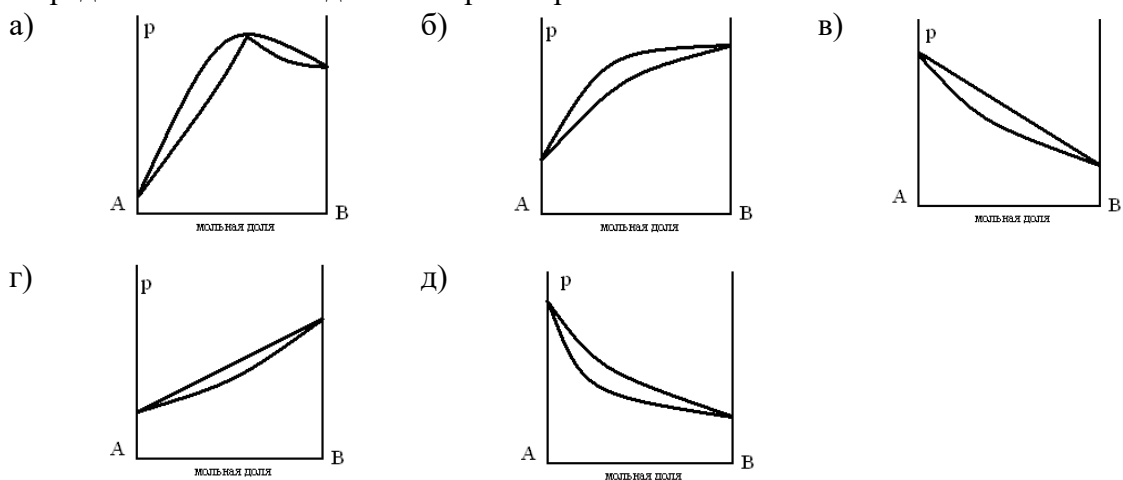 а) p A B мольная доля
б) p A B мольная доля
в) p A B мольная доля
г) p A B мольная доля
д) p A B мольная доля